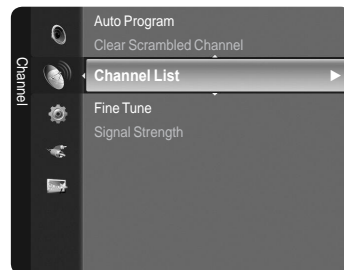 Channel
Auto Program
Clear Scrambled Channel
Channel List
Fine Tune
Signal Strength